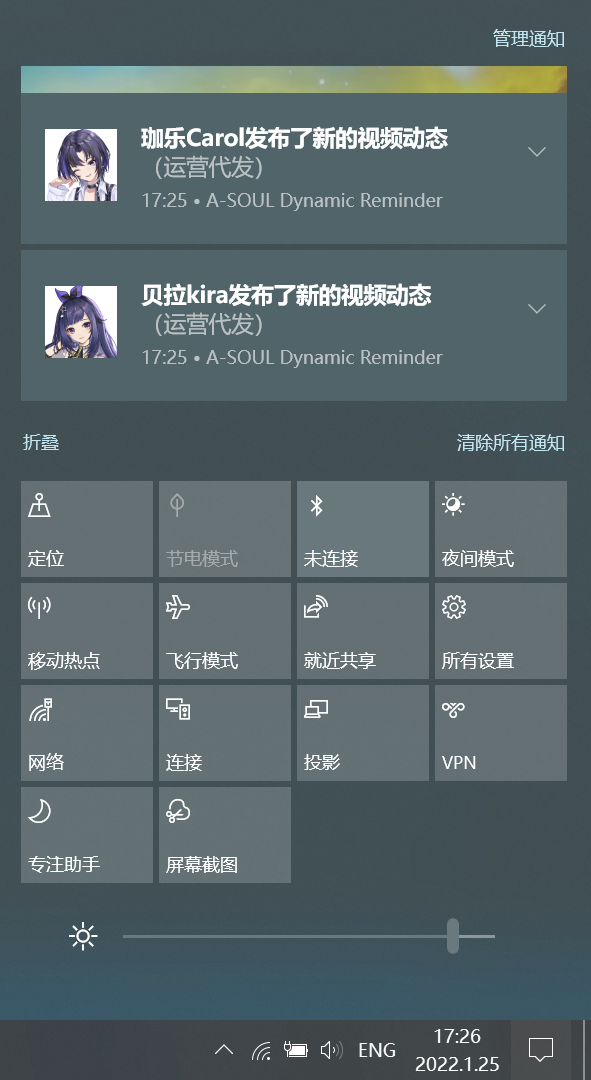 管理通知
珈乐Carol发布了新的视频动态
（运营代发）
17:25 • A-SOUL Dynamic Reminder
贝拉kira发布了新的视频动态
（运营代发）
17:25 • A-SOUL Dynamic Reminder
折叠 清除所有通知
定位 节电模式 未连接 夜间模式
移动热点 飞行模式 就近共享 所有设置
网络 连接 投影 VPN
专注助手 屏幕截图
ENG 17:26
2022.1.25